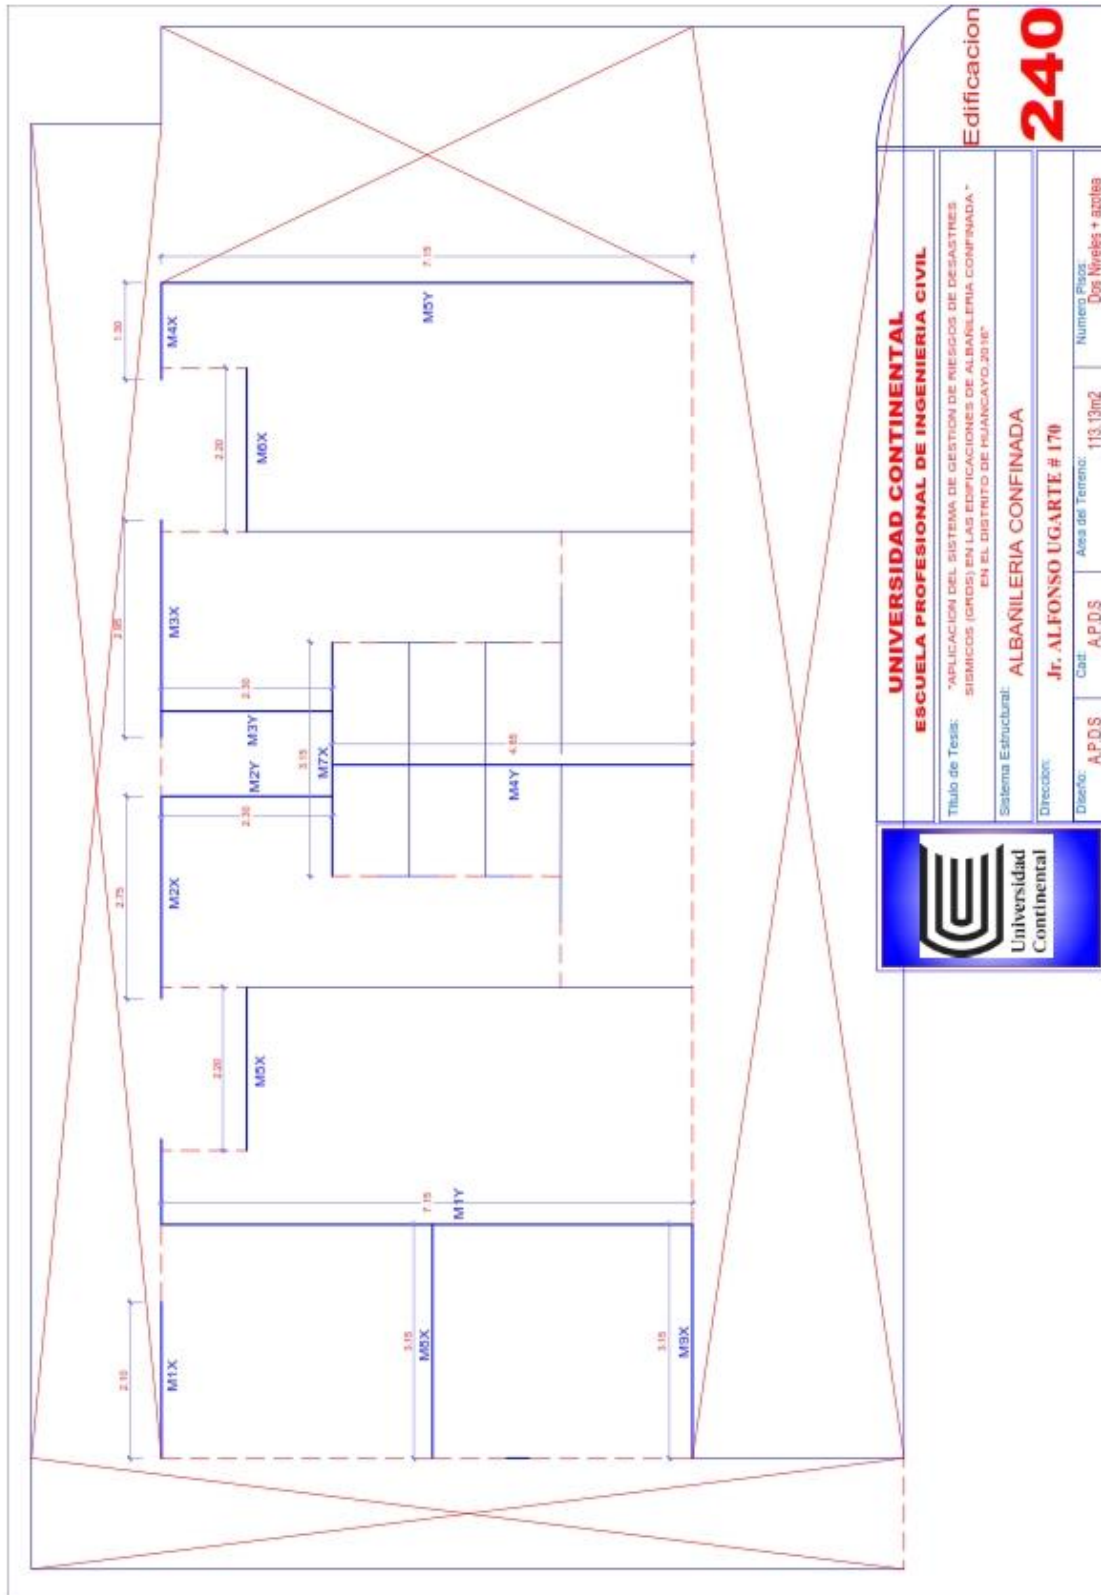 1.30
M4X
7.15
M5Y
2.20
M6X
2.95
M3X
2.30
M3Y
M2Y
2.30
3.15
M7X
4.85
M4Y
2.75
M2X
2.20
M5X
7.15
M1Y
2.10
M1X
3.15
3.15
M9X
Edificacion
240
UNIVERSIDAD CONTINENTAL
ESCUELA PROFESIONAL DE INGENIERIA CIVIL
Titulo de Tesis:
"APLICACION DEL SISTEMA DE GESTION DE RIESGOS DE DESASTRES
SISMICOS (GRDS) EN LAS EDIFICACIONES DE ALBAÑILERIA CONFINADA "
EN EL DISTRITO DE HUANCAYO,2016"
Sistema Estructural:
ALBAÑILERIA CONFINADA
Direccion:
Jr. ALFONSO UGARTE # 170
Diseño: A.P.D.S
Cad: A.P.D.S
Area del Terreno: 113.13m2
Numero Pisos:
Dos Niveles + azotea
Universidad
Continental